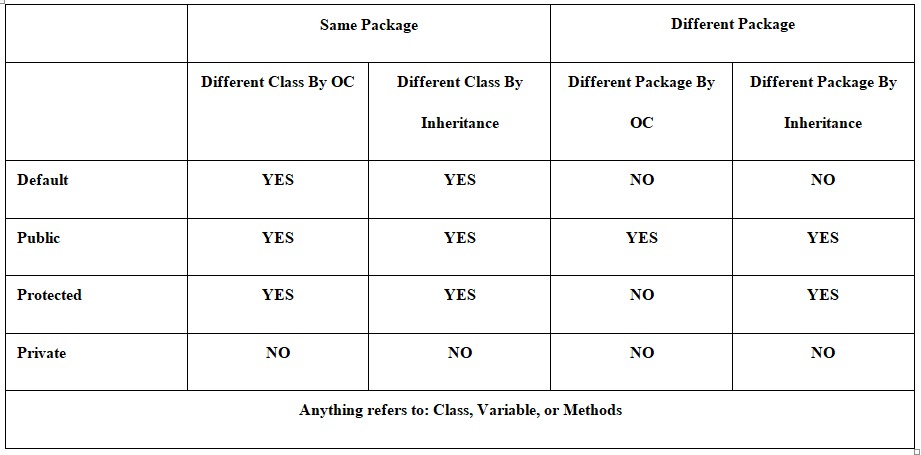 Same Package Different Package
Different Class By OC Different Class By Different Package By Different Package By
Inheritance OC Inheritance
Default YES YES NO NO
Public YES YES YES YES
Protected YES YES NO YES
Private NO NO NO NO
Anything refers to: Class, Variable, or Methods